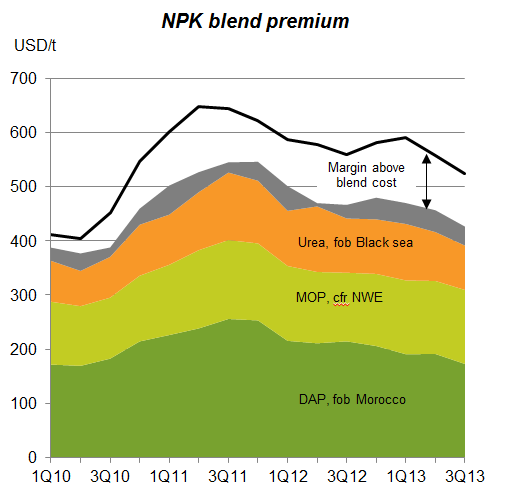 NPK blend premium
USD/t
700
600
500
400
300
200
100
0
Margin above
blend cost
Urea, fob Black sea
MOP, cfr NWE
DAP, fob Morocco
1Q10 3Q10 1Q11 3Q11 1Q12 3Q12 1Q13 3Q13